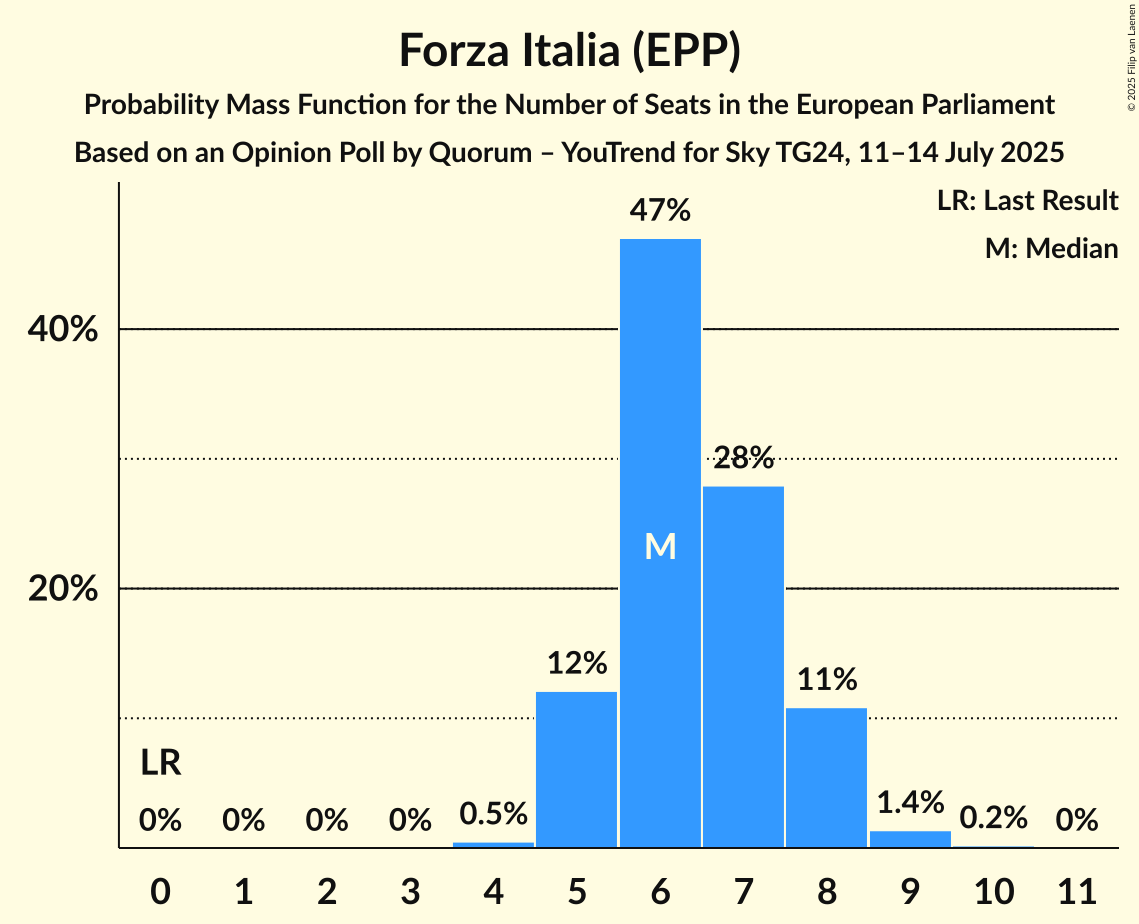 Forza Italia (EPP)
Probability Mass Function for the Number of Seats in the European Parliament
Based on an Opinion Poll by Quorum – YouTrend for Sky TG24, 11–14 July 2025
© 2025 Filip van Laenen
LR: Last Result
M: Median
47%
40%
28%
M
20%
12%
11%
LR
0%
0%
0%
0%
0.5%
1.4%
0.2%
0%
0 1 2 3 4 5 6 7 8 9 10 11